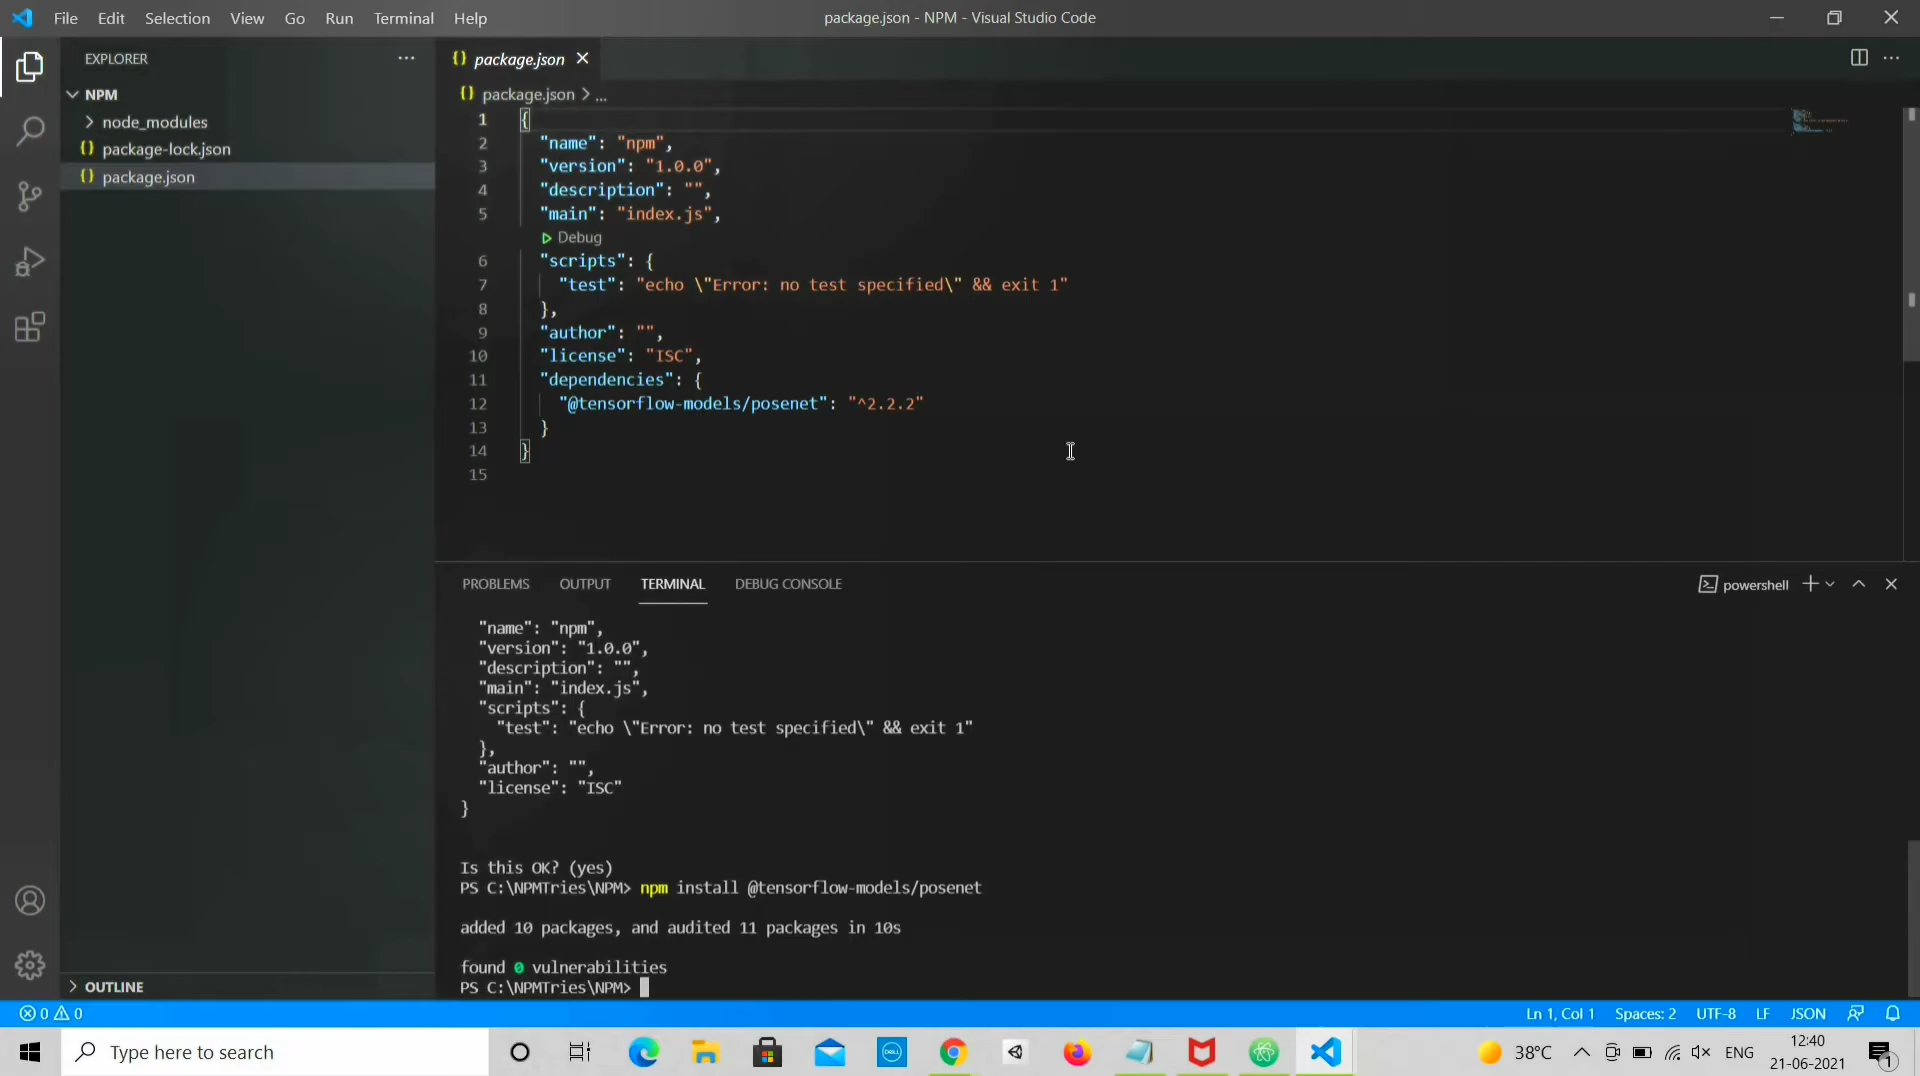 File Edit Selection View Go Run Terminal Help
package.json - NPM - Visual Studio Code
EXPLORER
NPM
node_modules
package-lock.json
package.json
OUTLINE
package.json
package.json > ...
1 {
2 "name": "npm",
3 "version": "1.0.0",
4 "description": "",
5 "main": "index.js",
Debug
6 "scripts": {
7 "test": "echo \"Error: no test specified\" && exit 1"
8 },
9 "author": "",
10 "license": "ISC",
11 "dependencies": {
12 "@tensorflow-models/posenet": "^2.2.2"
13 }
14 }
15
PROBLEMS OUTPUT TERMINAL DEBUG CONSOLE
powershell
"name": "npm",
"version": "1.0.0",
"description": "",
"main": "index.js",
"scripts": {
"test": "echo \"Error: no test specified\" && exit 1"
},
"author": "",
"license": "ISC"
}
Is this OK? (yes)
PS C:\NPMTries\NPM> npm install @tensorflow-models/posenet
added 10 packages, and audited 11 packages in 10s
found 0 vulnerabilities
PS C:\NPMTries\NPM>
0 0
Ln 1, Col 1 Spaces: 2 UTF-8 LF JSON
Type here to search
DELL
38°C
ENG
12:40
21-06-2021
1